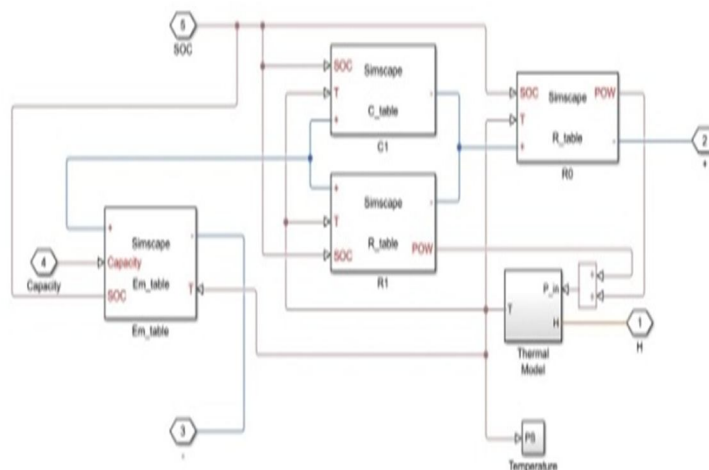 5
SOC
SOC
Simscape
T
C_table
+
-
C1
SOC
Simscape
POW
T
R_table
+
-
R0
2
+
+
Simscape
-
T
R_table
SOC
POW
R1
+
Simscape
-
Capacity
Em_table
SOC
T
Em_table
4
Capacity
P_in
T
H
Thermal
Model
1
H
3
-
PS
Temperature